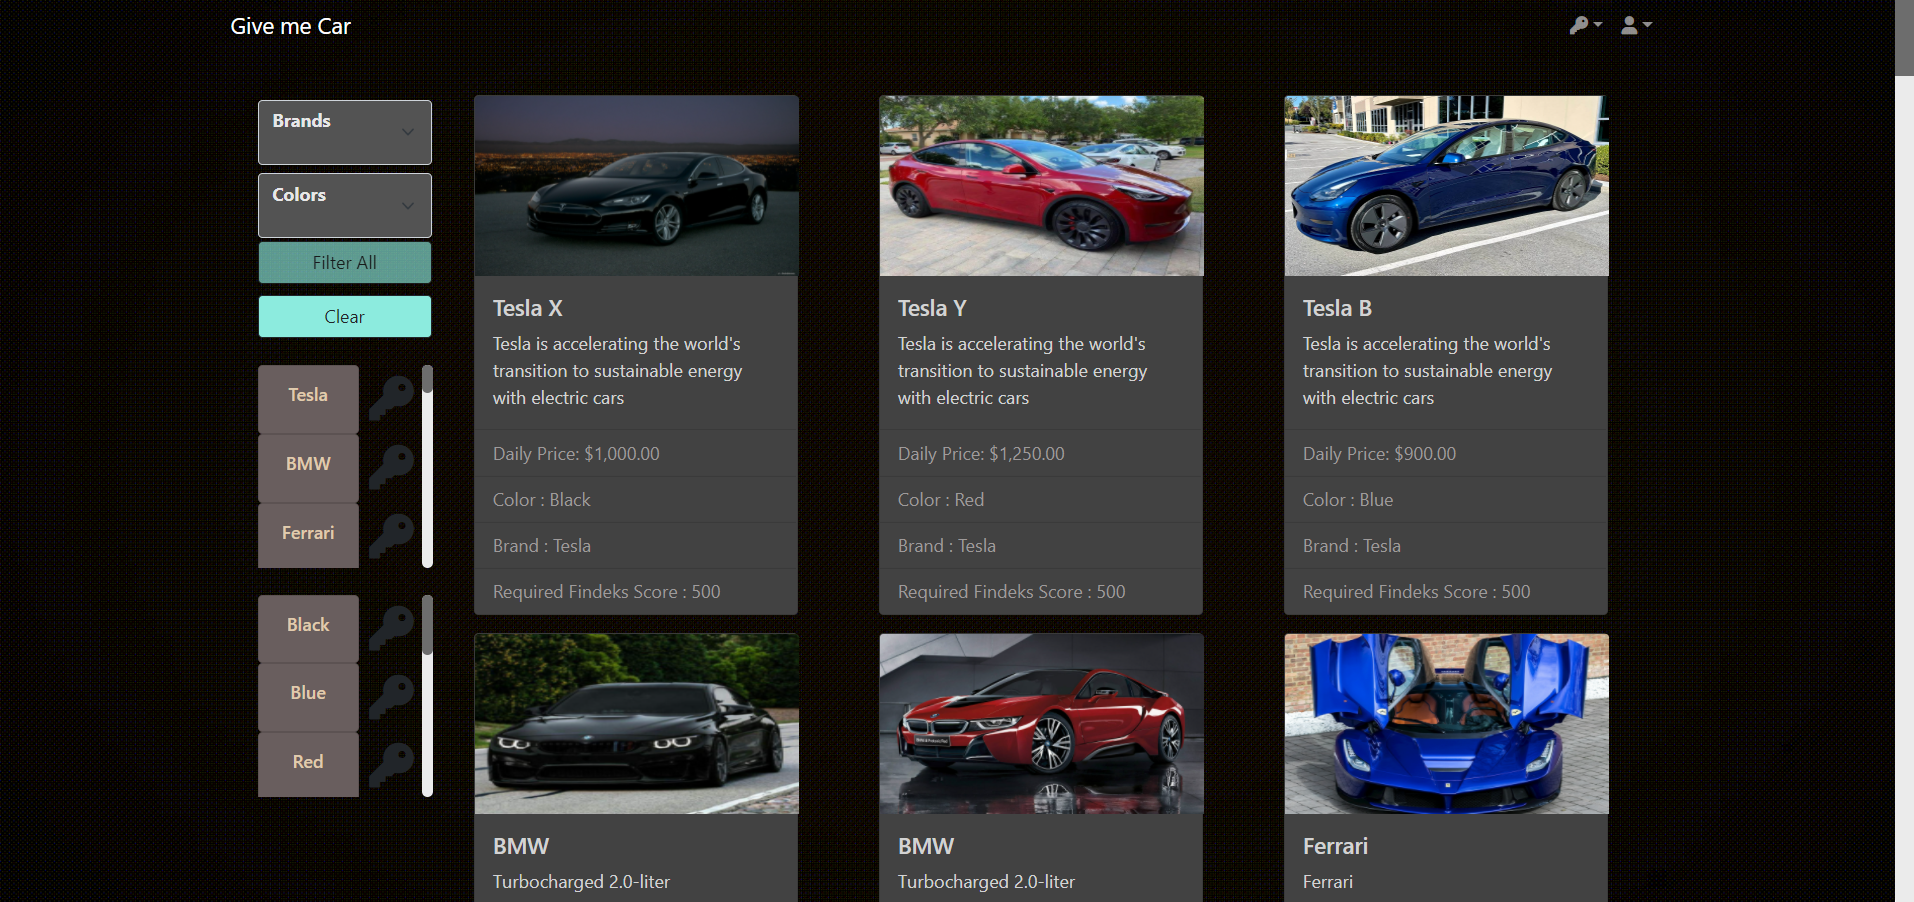 Give me Car
Brands
Colors
Filter All
Clear
Tesla
BMW
Ferrari
Black
Blue
Red
Tesla X
Tesla is accelerating the world's
transition to sustainable energy
with electric cars
Daily Price: $1,000.00
Color : Black
Brand : Tesla
Required Findeks Score : 500
Tesla Y
Tesla is accelerating the world's
transition to sustainable energy
with electric cars
Daily Price: $1,250.00
Color : Red
Brand : Tesla
Required Findeks Score : 500
Tesla B
Tesla is accelerating the world's
transition to sustainable energy
with electric cars
Daily Price: $900.00
Color : Blue
Brand : Tesla
Required Findeks Score : 500
BMW
Turbocharged 2.0-liter
BMW
Turbocharged 2.0-liter
Ferrari
Ferrari